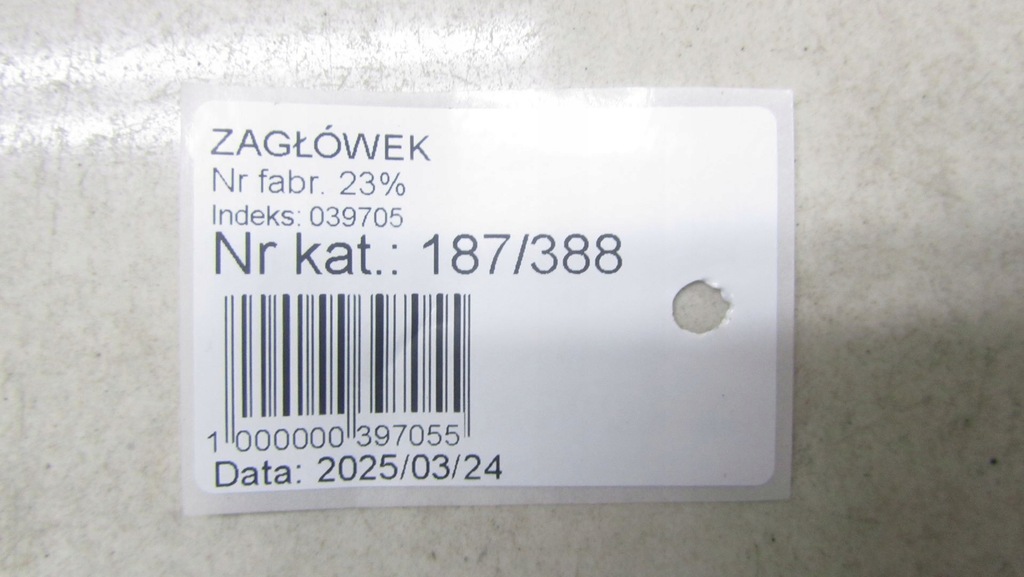 ZAGŁÓWEK
Nr fabr. 23%
Indeks: 039705
Nr kat.: 187/388
1 000000 397055
Data: 2025/03/24